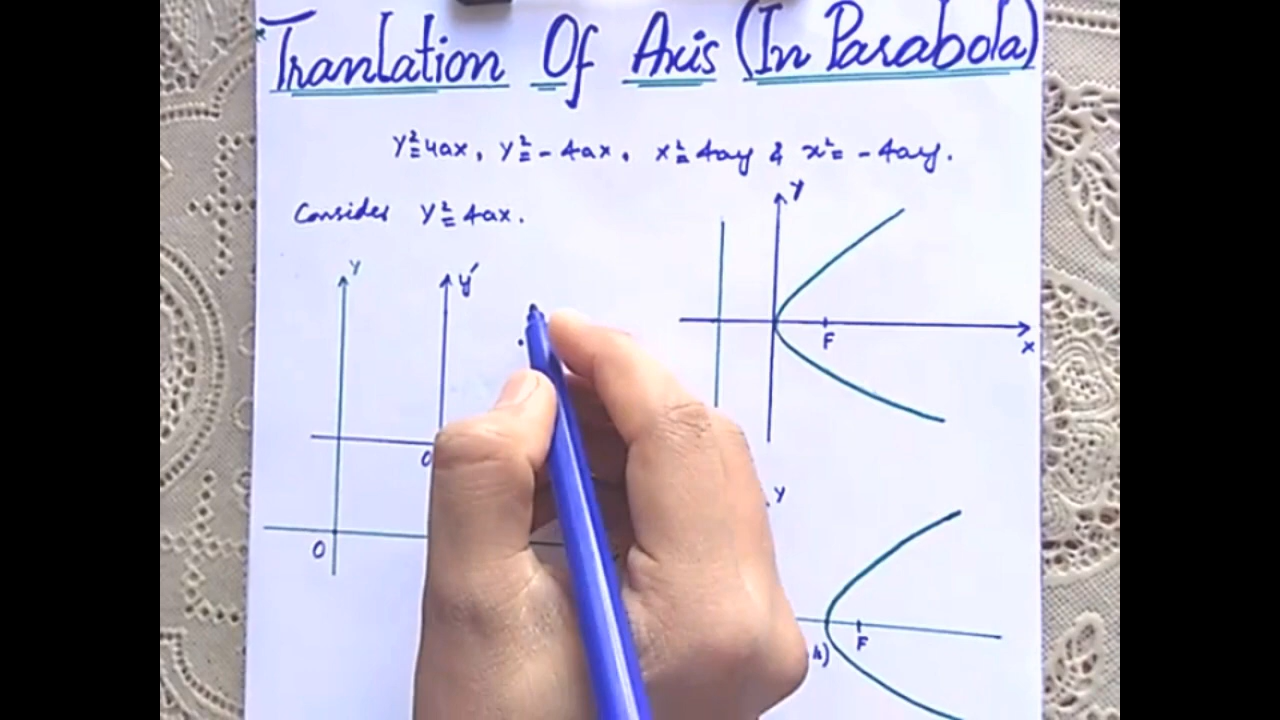 Tranlation Of Axis (In Parabola)
y²=4ax, y²=-4ax, x²=4ay & x²=-4ay.
Consider y²=4ax.
y
y
y'
F
x
O
y
O
F
h)